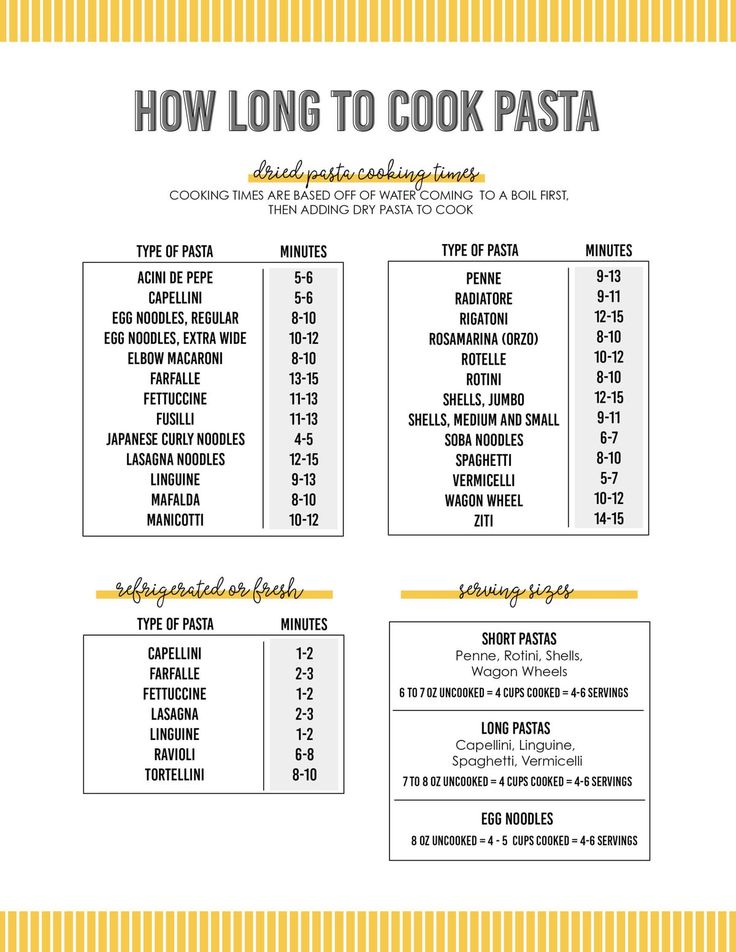 HOW LONG TO COOK PASTA
dried pasta cooking times
COOKING TIMES ARE BASED OFF OF WATER COMING TO A BOIL FIRST,
THEN ADDING DRY PASTA TO COOK
TYPE OF PASTA MINUTES
ACINI DE PEPE 5-6
CAPELLINI 5-6
EGG NOODLES, REGULAR 8-10
EGG NOODLES, EXTRA WIDE 10-12
ELBOW MACARONI 8-10
FARFALLE 13-15
FETTUCCINE 11-13
FUSILLI 11-13
JAPANESE CURLY NOODLES 4-5
LASAGNA NOODLES 12-15
LINGUINE 9-13
MAFALDA 8-10
MANICOTTI 10-12
TYPE OF PASTA MINUTES
PENNE 9-13
RADIATORE 9-11
RIGATONI 12-15
ROSAMARINA (ORZO) 8-10
ROTELLE 10-12
ROTINI 8-10
SHELLS, JUMBO 12-15
SHELLS, MEDIUM AND SMALL 9-11
SOBA NOODLES 6-7
SPAGHETTI 8-10
VERMICELLI 5-7
WAGON WHEEL 10-12
ZITI 14-15
refrigerated or fresh
TYPE OF PASTA MINUTES
CAPELLINI 1-2
FARFALLE 2-3
FETTUCCINE 1-2
LASAGNA 2-3
LINGUINE 1-2
RAVIOLI 6-8
TORTELLINI 8-10
serving sizes
SHORT PASTAS
Penne, Rotini, Shells,
Wagon Wheels
6 TO 7 OZ UNCOOKED = 4 CUPS COOKED = 4-6 SERVINGS
LONG PASTAS
Capellini, Linguine,
Spaghetti, Vermicelli
7 TO 8 OZ UNCOOKED = 4 CUPS COOKED = 4-6 SERVINGS
EGG NOODLES
8 OZ UNCOOKED = 4 - 5 CUPS COOKED = 4-6 SERVINGS